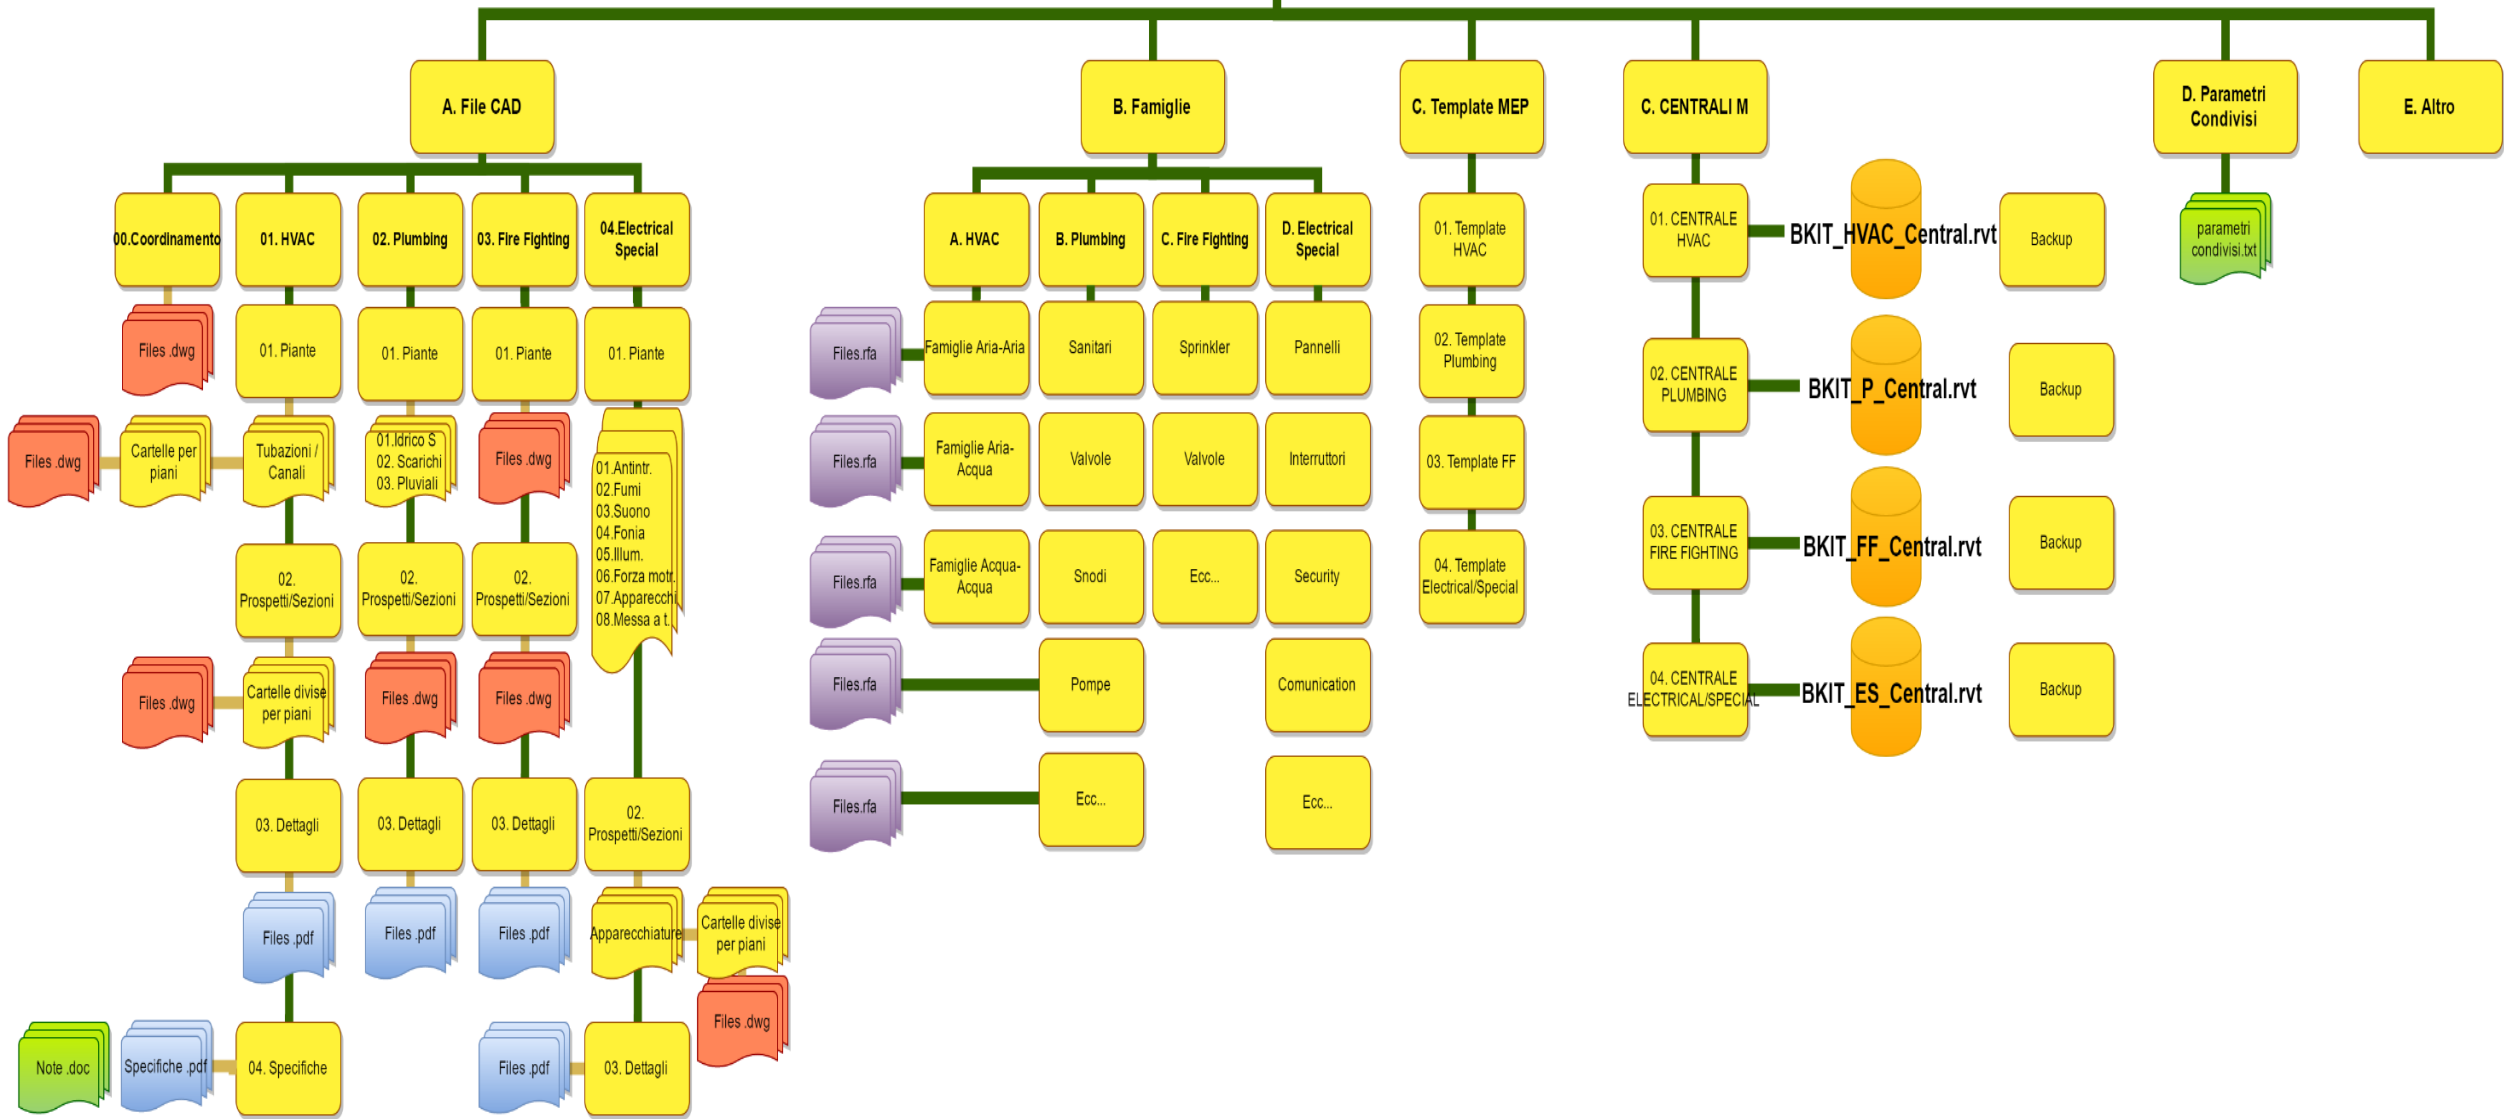 A. File CAD
B. Famiglie
C. Template MEP
C. CENTRALI M
D. Parametri
Condivisi
E. Altro
00.Coordinamento
01. HVAC
02. Plumbing
03. Fire Fighting
04.Electrical
Special
A. HVAC
B. Plumbing
C. Fire Fighting
D. Electrical
Special
01. Template
HVAC
01. CENTRALE
HVAC
BKIT_HVAC_Central.rvt
Backup
parametri
condivisi.txt
Files .dwg
01. Piante
01. Piante
01. Piante
01. Piante
Files.rfa
Famiglie Aria-Aria
Sanitari
Sprinkler
Pannelli
02. Template
Plumbing
02. CENTRALE
PLUMBING
BKIT_P_Central.rvt
Backup
Files .dwg
Cartelle per
piani
Tubazioni /
Canali
01.Idrico S
02. Scarichi
03. Pluviali
Files .dwg
01.Antintr.
02.Fumi
03.Suono
04.Fonia
05.Illum.
06.Forza motr.
07.Apparecchi
08.Messa a t.
Files.rfa
Famiglie Aria-
Acqua
Valvole
Valvole
Interruttori
03. Template FF
03. CENTRALE
FIRE FIGHTING
BKIT_FF_Central.rvt
Backup
02.
Prospetti/Sezioni
02.
Prospetti/Sezioni
02.
Prospetti/Sezioni
Files.rfa
Famiglie Acqua-
Acqua
Snodi
Ecc...
Security
04. Template
Electrical/Special
04. CENTRALE
ELECTRICAL/SPECIAL
BKIT_ES_Central.rvt
Backup
Files .dwg
Cartelle divise
per piani
Files .dwg
Files .dwg
Files.rfa
Pompe
Comunication
03. Dettagli
03. Dettagli
03. Dettagli
02.
Prospetti/Sezioni
Files.rfa
Ecc...
Ecc...
Files .pdf
Files .pdf
Files .pdf
Apparecchiature
Cartelle divise
per piani
Files .dwg
Note .doc
Specifiche .pdf
04. Specifiche
Files .pdf
03. Dettagli